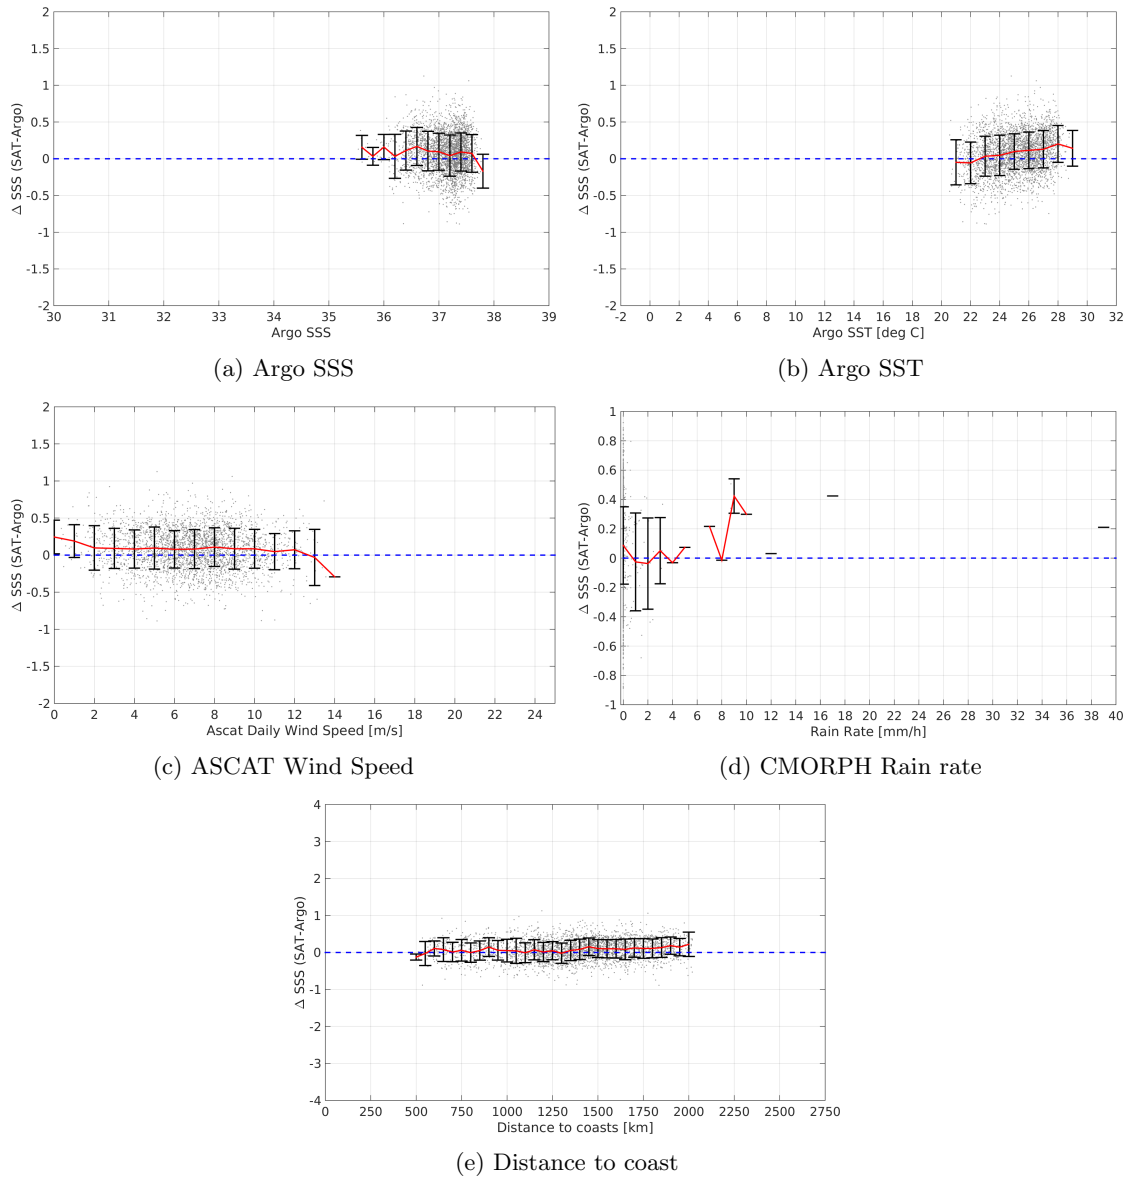 2
1.5
1
0.5
0
-0.5
-1
-1.5
-2
Δ SSS (SAT-Argo)
30 31 32 33 34 35 36 37 38 39
Argo SSS
(a) Argo SSS
2
1.5
1
0.5
0
-0.5
-1
-1.5
-2
Δ SSS (SAT-Argo)
-2 0 2 4 6 8 10 12 14 16 18 20 22 24 26 28 30 32
Argo SST [deg C]
(b) Argo SST
2
1.5
1
0.5
0
-0.5
-1
-1.5
-2
Δ SSS (SAT-Argo)
0 2 4 6 8 10 12 14 16 18 20 22 24
Ascat Daily Wind Speed [m/s]
(c) ASCAT Wind Speed
1
0.8
0.6
0.4
0.2
0
-0.2
-0.4
-0.6
-0.8
-1
Δ SSS (SAT-Argo)
0 2 4 6 8 10 12 14 16 18 20 22 24 26 28 30 32 34 36 38 40
Rain Rate [mm/h]
(d) CMORPH Rain rate
4
3
2
1
0
-1
-2
-3
-4
Δ SSS (SAT-Argo)
0 250 500 750 1000 1250 1500 1750 2000 2250 2500 2750
Distance to coasts [km]
(e) Distance to coast